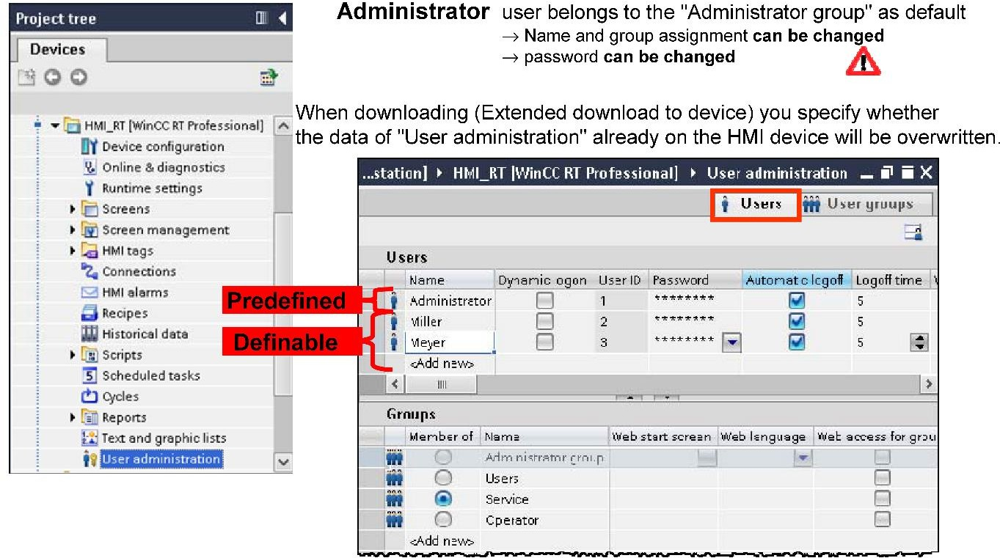 Project tree
Devices
HMI_RT [WinCC RT Professional]
Device configuration
Online & diagnostics
Runtime settings
Screens
Screen management
HMI tags
Connections
HMI alarms
Recipes
Historical data
Scripts
Scheduled tasks
Cycles
Reports
Text and graphic lists
User administration
Administrator user belongs to the "Administrator group" as default
→ Name and group assignment can be changed
→ password can be changed
When downloading (Extended download to device) you specify whether
the data of "User administration" already on the HMI device will be overwritten.
...station] ▸ HMI_RT [WinCC RT Professional] ▸ User administration
Users User groups
Users
Name Dynamic logon User ID Password Automatic logoff Logoff time
Predefined
Administrator 1 ******** 5
Miller 2 ******** 5
Definable
Meyer 3 ******** 5
<Add new>
Groups
Member of Name Web start screen Web language Web access for grou
Administrator group
Users
Service
Operator
<Add new>